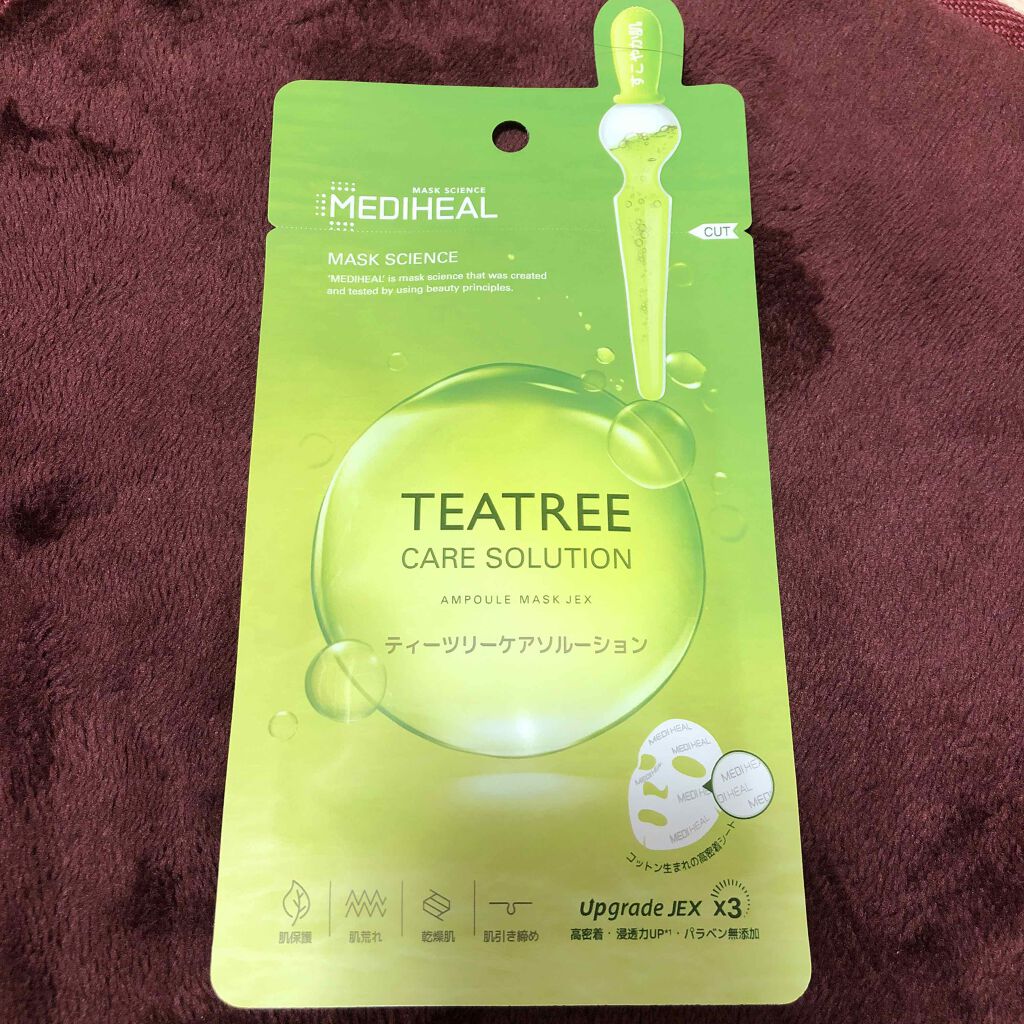 すこやか肌
MASK SCIENCE
MEDIHEAL
CUT
MASK SCIENCE
'MEDIHEAL' is mask science that was created
and tested by using beauty principles.
TEATREE
CARE SOLUTION
AMPOULE MASK JEX
ティーツリーケアソルーション
MEDIHEAL
MEDIHEAL
MEDIHEAL
コットン生まれの高密着シート
肌保護
肌荒れ
乾燥肌
肌引き締め
Upgrade JEX X3
高密着・浸透力UP*1・パラベン無添加